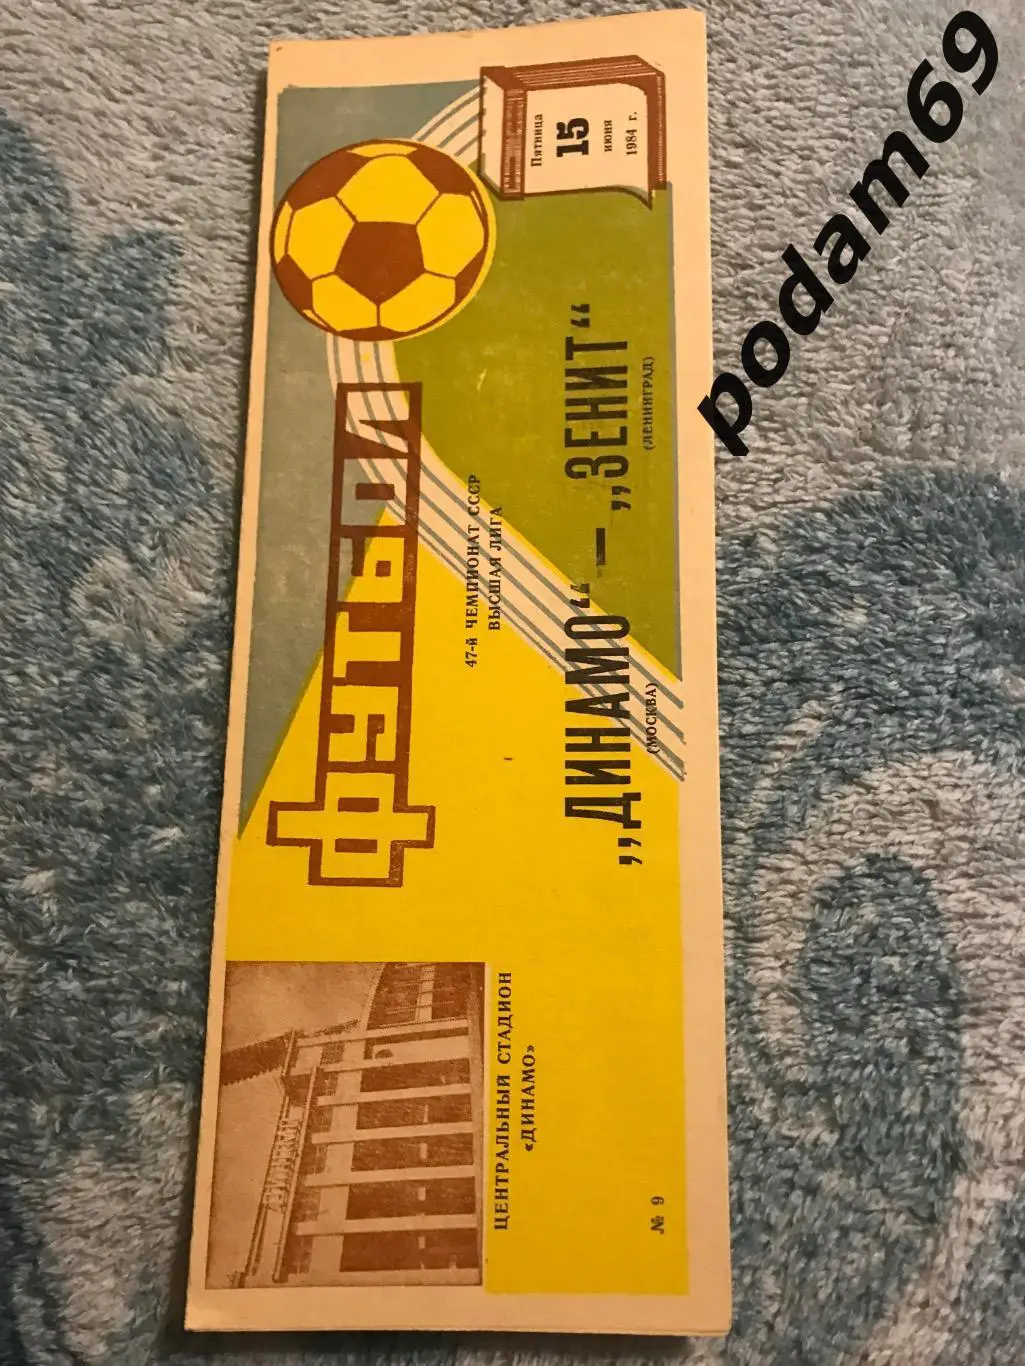 ФУТБОЛ
Пятница
15
июня
1984 г.
47-й ЧЕМПИОНАТ СССР
ВЫСШАЯ ЛИГА
„ДИНАМО“ — „ЗЕНИТ“
(МОСКВА)
(ЛЕНИНГРАД)
ЦЕНТРАЛЬНЫЙ СТАДИОН
«ДИНАМО»
№ 9
podam69